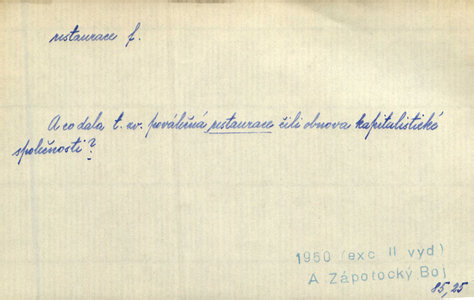 restaurace f.
A co dala t. zv. poválečná restaurace čili obnova kapitalistické
společnosti?
1950 (exc II vyd)
A Zápotocký Boj
85,25